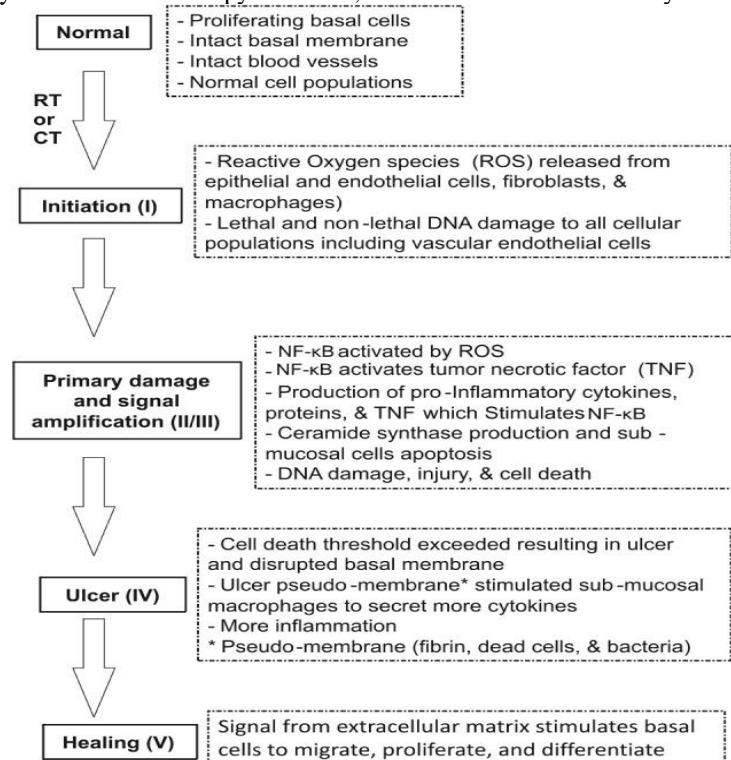 Normal
- Proliferating basal cells
- Intact basal membrane
- Intact blood vessels
- Normal cell populations
RT
or
CT
- Reactive Oxygen species (ROS) released from
epithelial and endothelial cells, fibroblasts, &
macrophages)
- Lethal and non-lethal DNA damage to all cellular
populations including vascular endothelial cells
Initiation (I)
- NF-κB activated by ROS
- NF-κB activates tumor necrotic factor (TNF)
- Production of pro-Inflammatory cytokines,
proteins, & TNF which Stimulates NF-κB
- Ceramide synthase production and sub-
mucosal cells apoptosis
- DNA damage, injury, & cell death
Primary damage
and signal
amplification (II/III)
- Cell death threshold exceeded resulting in ulcer
and disrupted basal membrane
- Ulcer pseudo-membrane* stimulated sub-mucosal
macrophages to secret more cytokines
- More inflammation
* Pseudo-membrane (fibrin, dead cells, & bacteria)
Ulcer (IV)
Signal from extracellular matrix stimulates basal
cells to migrate, proliferate, and differentiate
Healing (V)